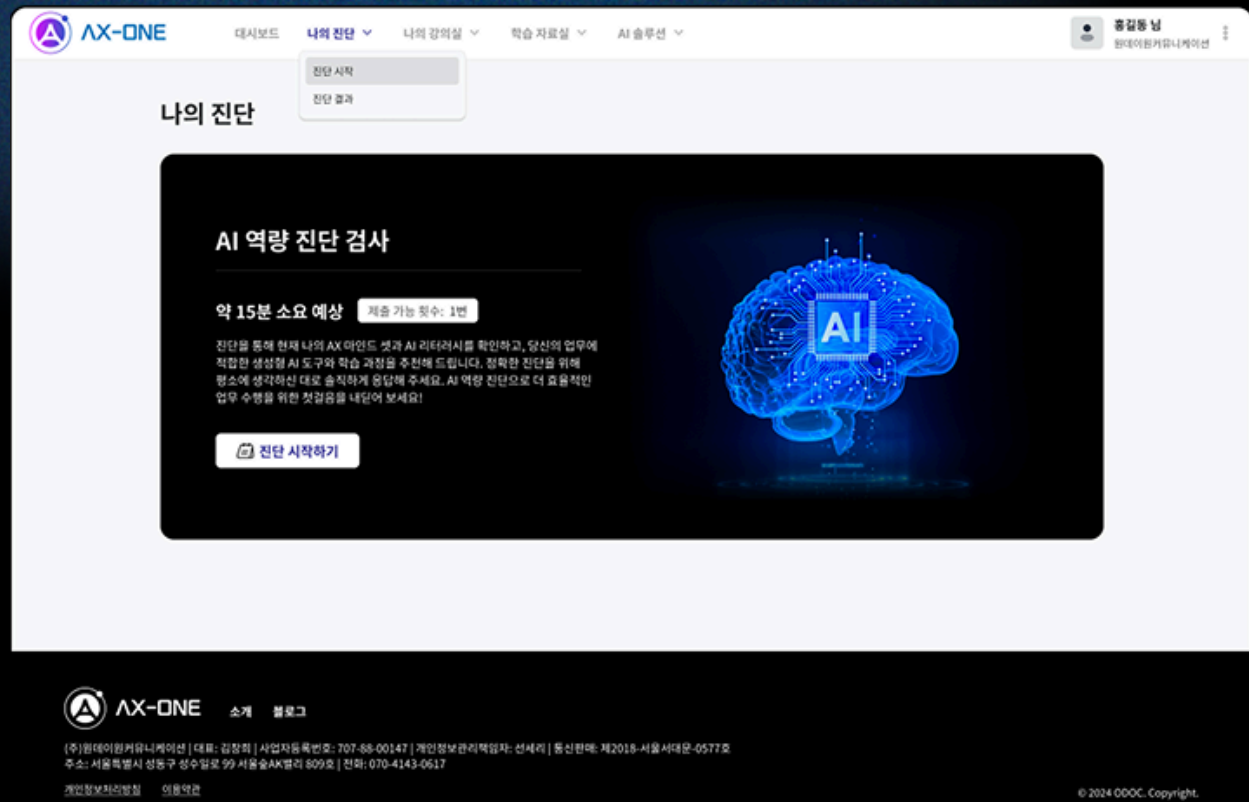 AX-ONE
대시보드 나의 진단 나의 강의실 학습 자료실 AI 솔루션
홍길동 님
원데이원커뮤니케이션
진단 시작
진단 결과
나의 진단
AI 역량 진단 검사
약 15분 소요 예상 제출 가능 횟수: 1번
진단을 통해 현재 나의 AX 마인드 셋과 AI 리터러시를 확인하고, 당신의 업무에
적합한 생성형 AI 도구와 학습 과정을 추천해 드립니다. 정확한 진단을 위해
평소에 생각하신 대로 솔직하게 응답해 주세요. AI 역량 진단으로 더 효율적인
업무 수행을 위한 첫걸음을 내딛어 보세요!
진단 시작하기
AI
AX-ONE 소개 블로그
(주)원데이원커뮤니케이션 | 대표: 김창희 | 사업자등록번호: 707-88-00147 | 개인정보관리책임자: 선세리 | 통신판매: 제2018-서울서대문-0577호
주소: 서울특별시 성동구 성수일로 99 서울숲AK밸리 809호 | 전화: 070-4143-0617
개인정보처리방침 이용약관
© 2024 ODOC. Copyright.